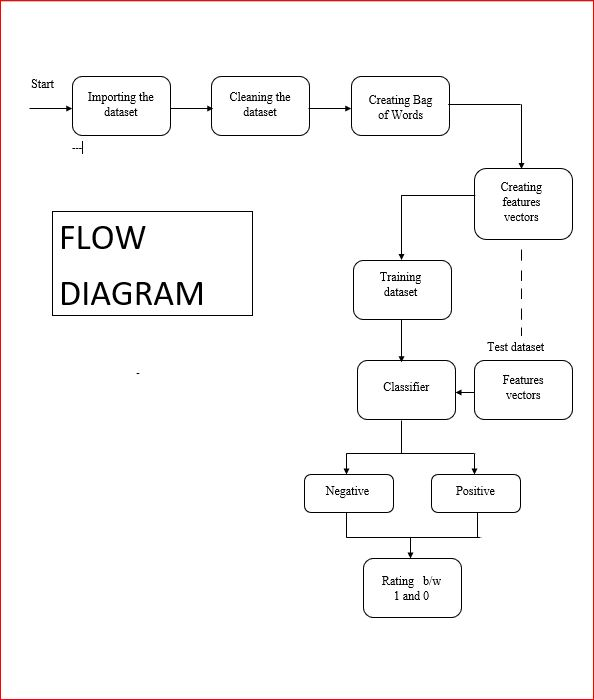 Start
Importing the
dataset
Cleaning the
dataset
Creating Bag
of Words
Creating
features
vectors
FLOW
DIAGRAM
Training
dataset
Test dataset
Classifier
Features
vectors
Negative
Positive
Rating b/w
1 and 0